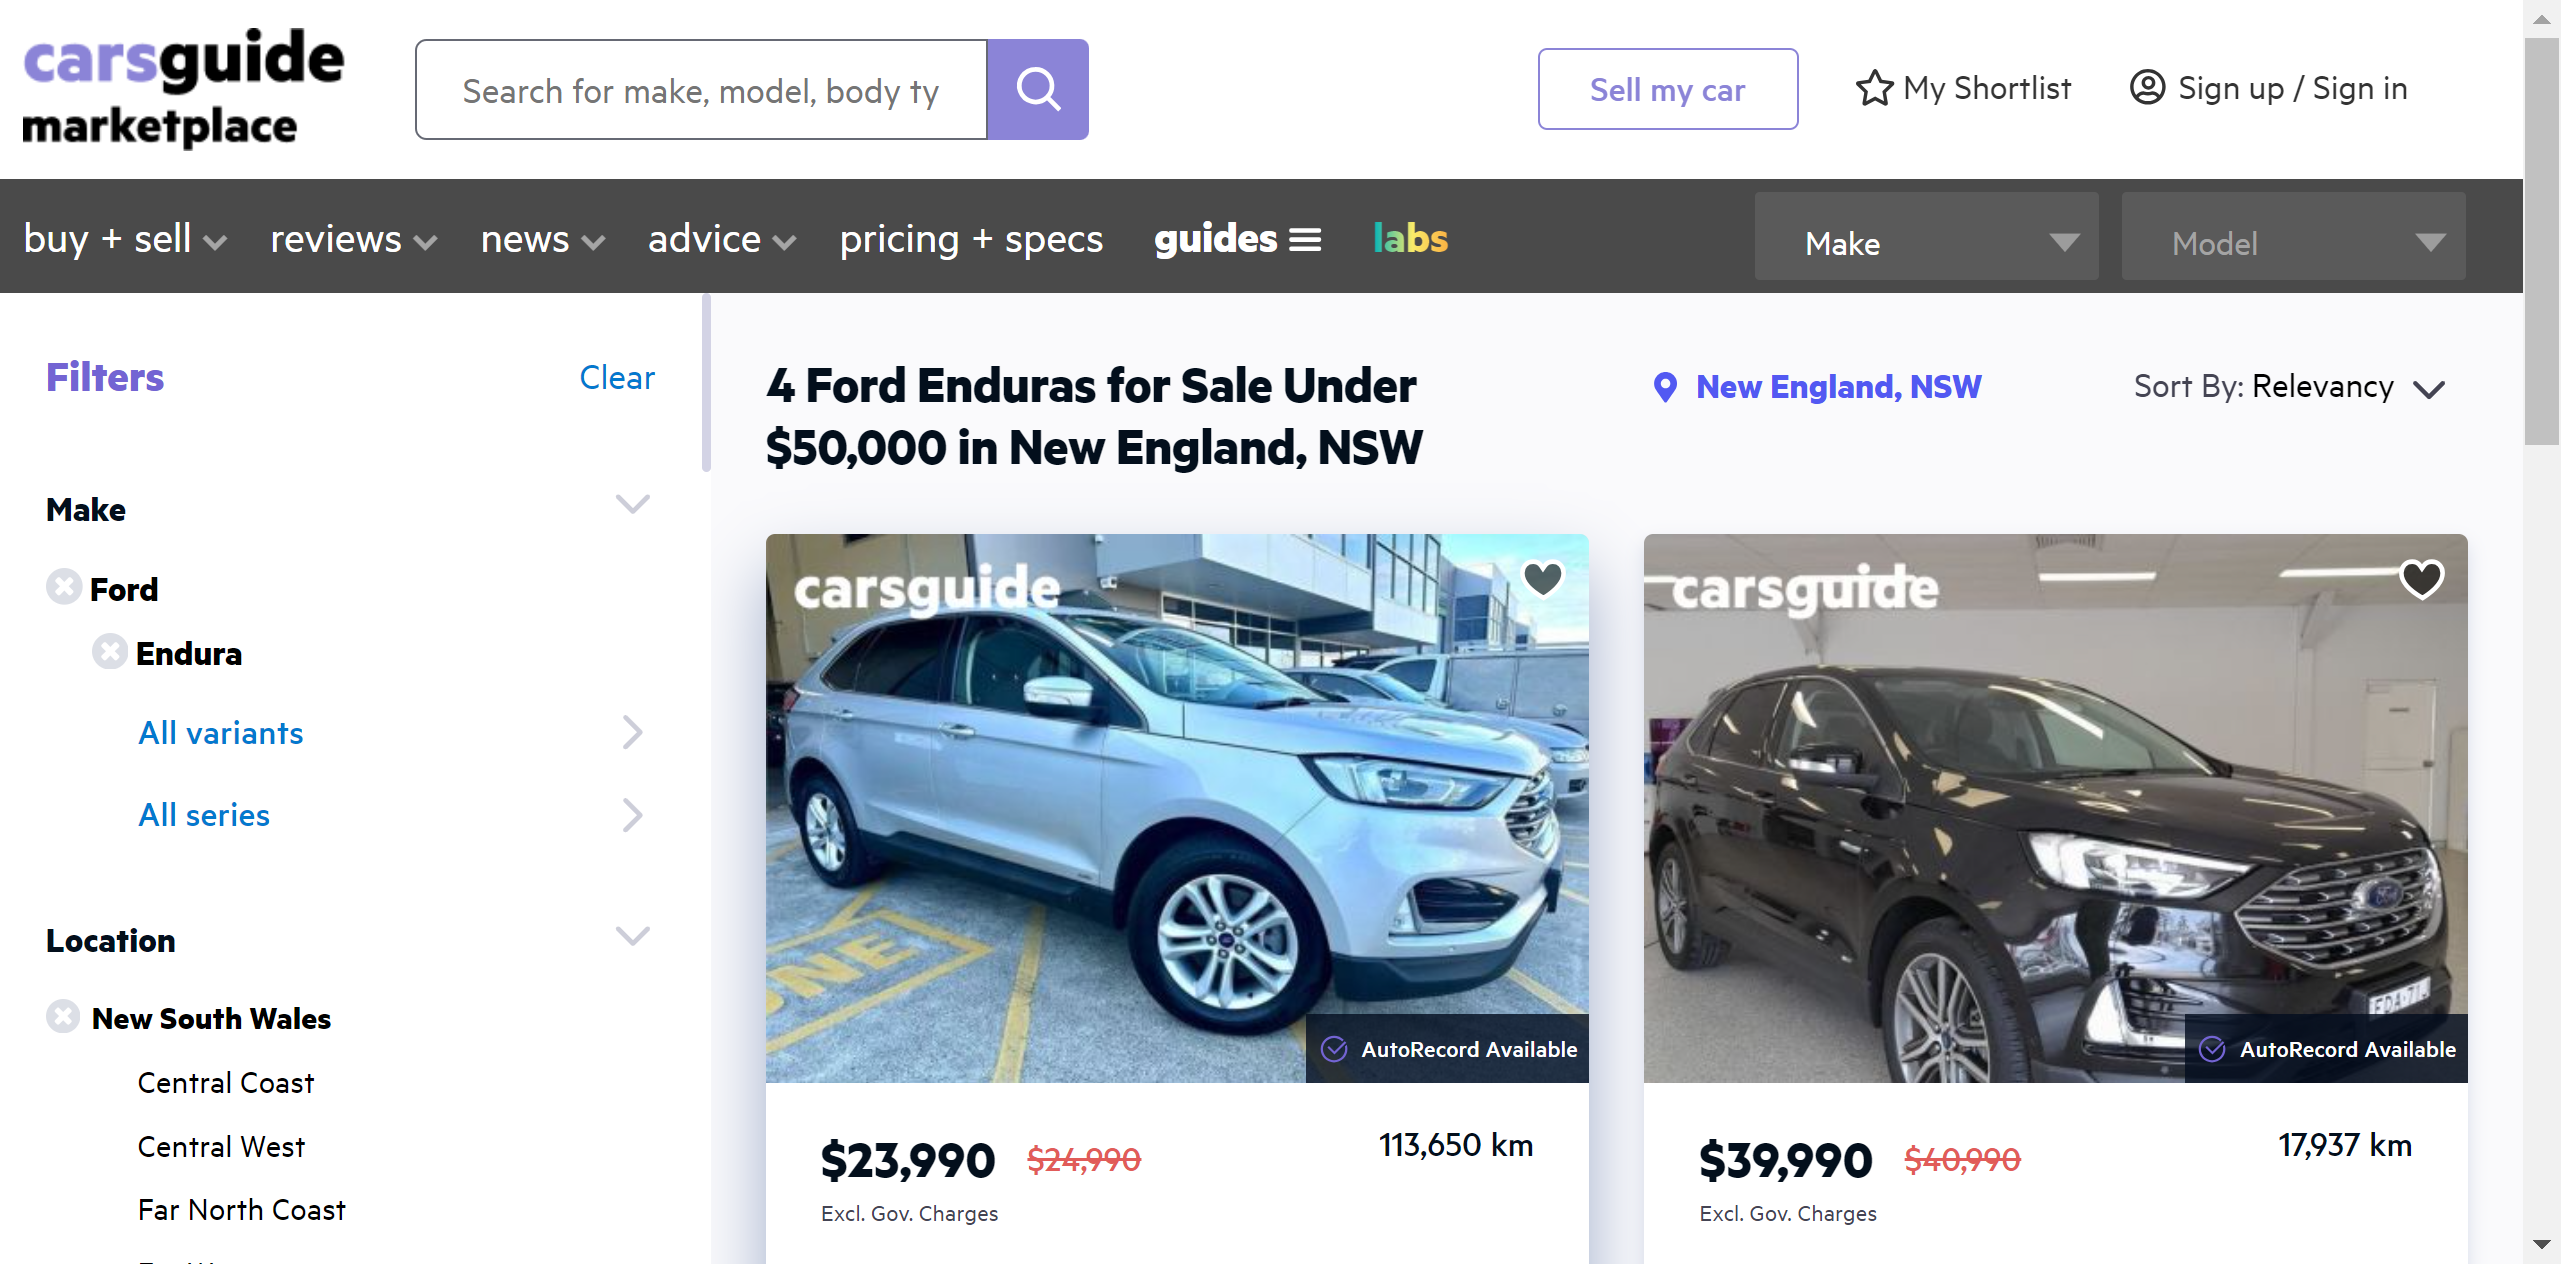 carsguide
marketplace
Search for make, model, body ty
Sell my car
My Shortlist
Sign up / Sign in
buy + sell
reviews
news
advice
pricing + specs
guides
labs
Make
Model
Filters
Clear
Make
Ford
Endura
All variants
All series
Location
New South Wales
Central Coast
Central West
Far North Coast
4 Ford Enduras for Sale Under
$50,000 in New England, NSW
New England, NSW
Sort By: Relevancy
carsguide
AutoRecord Available
$23,990
$24,990
113,650 km
Excl. Gov. Charges
carsguide
AutoRecord Available
$39,990
$40,990
17,937 km
Excl. Gov. Charges